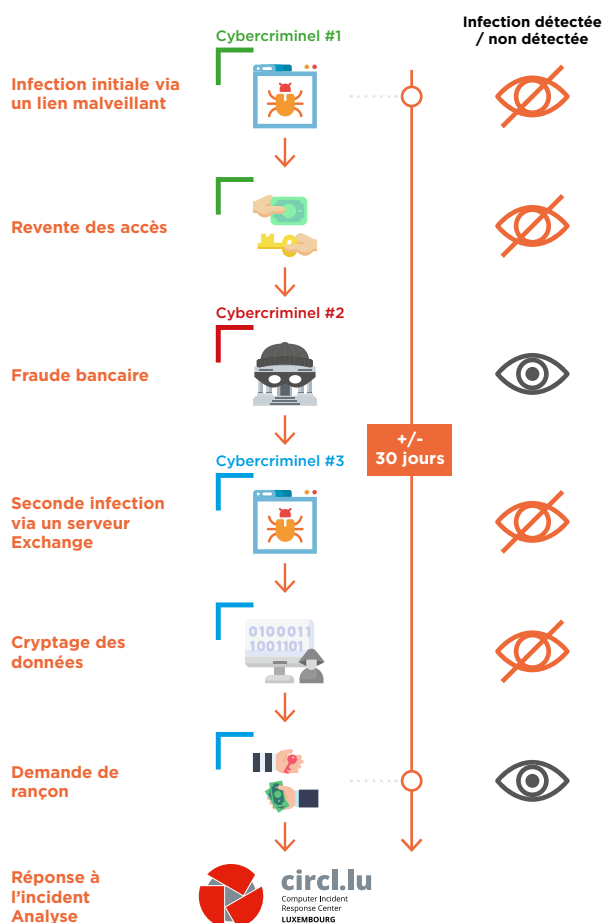 Infection détectée
/ non détectée
Cybercriminel #1
Infection initiale via
un lien malveillant
Revente des accès
Cybercriminel #2
Fraude bancaire
+/-
30 jours
Cybercriminel #3
Seconde infection
via un serveur
Exchange
Cryptage des
données
0100011
1001101
Demande de
rançon
Réponse à
l'incident
Analyse
circl.lu
Computer Incident
Response Center
LUXEMBOURG